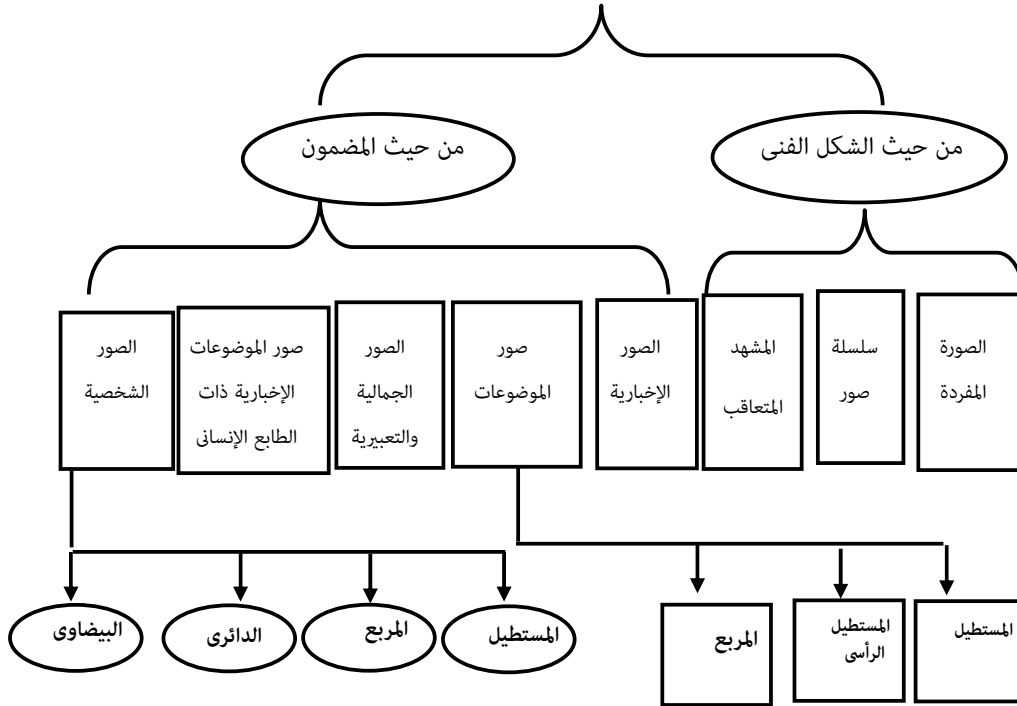 من حيث الشكل الفنى
من حيث المضمون
الصورة
المفردة
سلسلة
صور
المشهد
المتعاقب
الصور
الإخبارية
صور
الموضوعات
الصور
الجمالية
والتعبيرية
صور الموضوعات
الإخبارية ذات
الطابع الإنسانى
الصور
الشخصية
المستطيل
المستطيل
الرأسى
المربع
المستطيل
المربع
الدائرى
البيضاوى